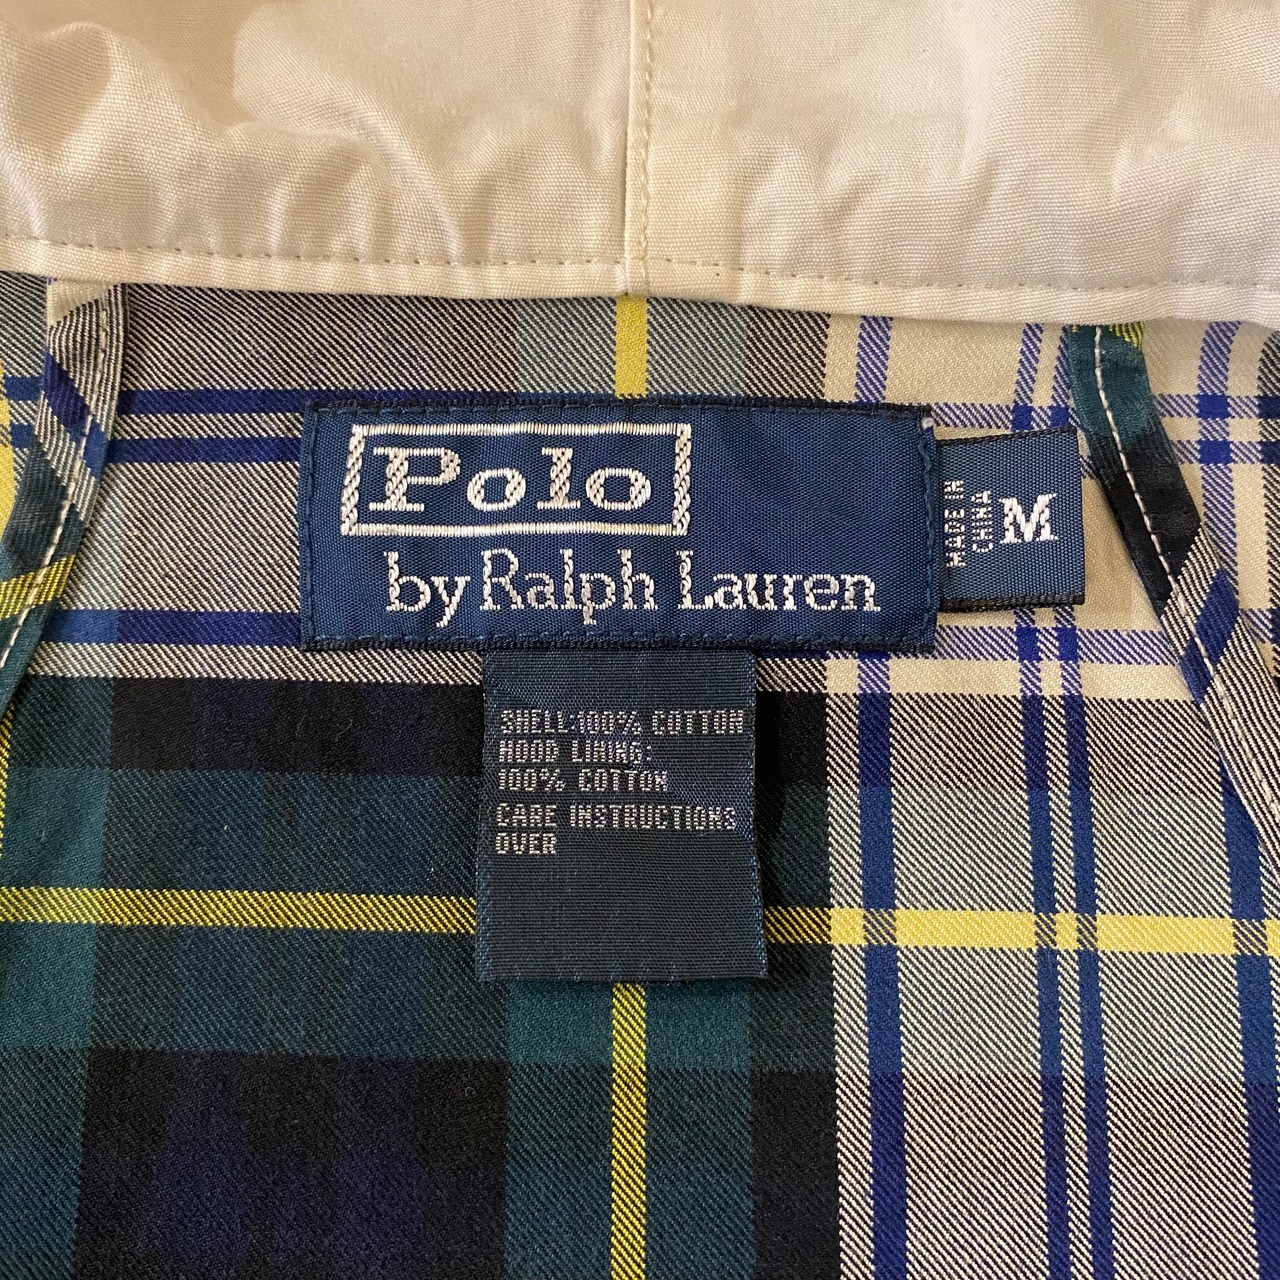 Polo
by Ralph Lauren
MADE IN
CHINA
M
SHELL:100% COTTON
HOOD LINING:
100% COTTON
CARE INSTRUCTIONS
OVER